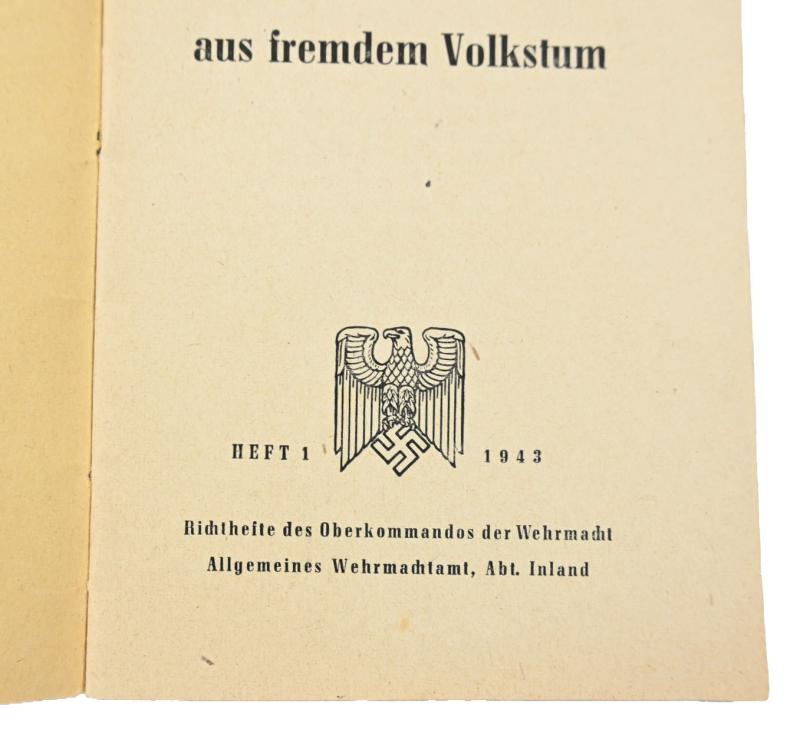 aus fremdem Volkstum
HEFT 1 1943
Richthefte des Oberkommandos der Wehrmacht
Allgemeines Wehrmachtamt, Abt. Inland